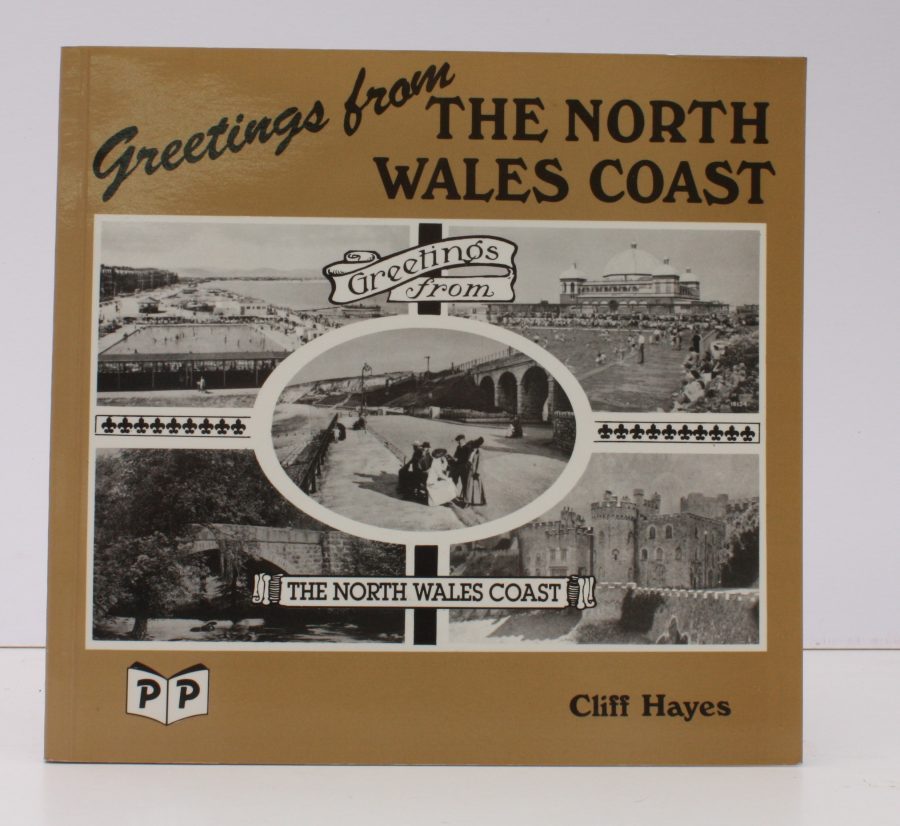 Greetings from
THE NORTH
WALES COAST
Greetings
from
THE NORTH WALES COAST
PP
Cliff Hayes